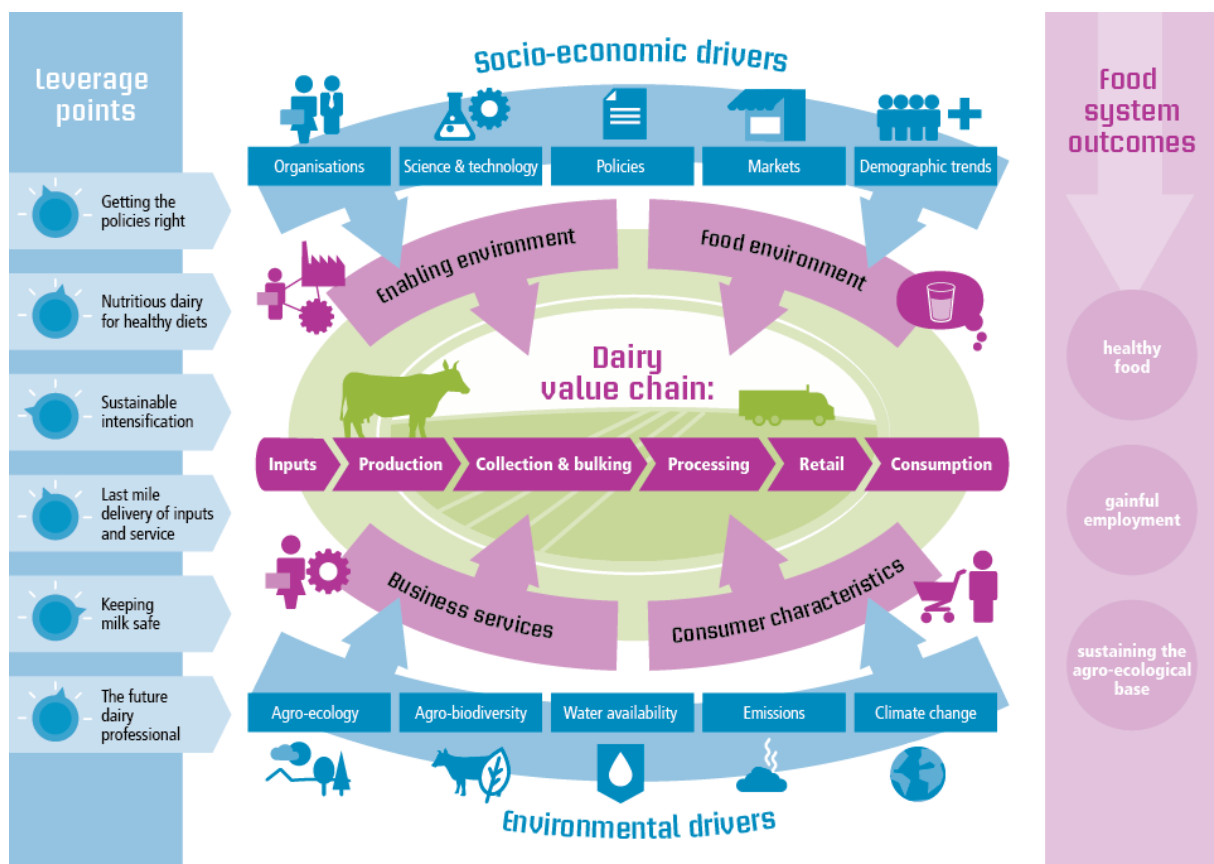 Leverage
points
Getting the
policies right
Nutritious dairy
for healthy diets
Sustainable
intensification
Last mile
delivery of inputs
and service
Keeping
milk safe
The future
dairy
professional
Socio-economic drivers
Organisations
Science & technology
Policies
Markets
Demographic trends
Enabling environment
Food environment
Dairy
value chain:
Inputs
Production
Collection & bulking
Processing
Retail
Consumption
Business services
Consumer characteristics
Agro-ecology
Agro-biodiversity
Water availability
Emissions
Climate change
Environmental drivers
Food
system
outcomes
healthy
food
gainful
employment
sustaining the
agro-ecological
base